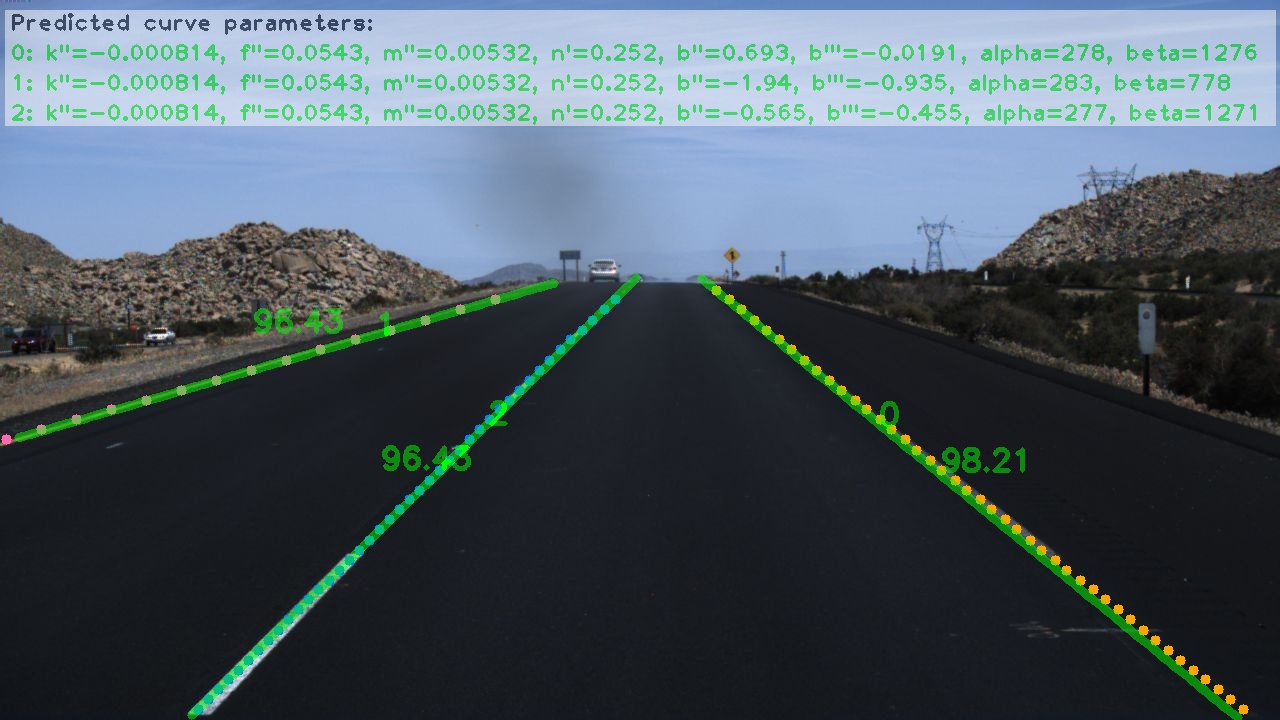 Predicted curve parameters:
0: k''=-0.000814, f''=0.0543, m''=0.00532, n'=0.252, b''=0.693, b'''=-0.0191, alpha=278, beta=1276
1: k''=-0.000814, f''=0.0543, m''=0.00532, n'=0.252, b''=-1.94, b'''=-0.935, alpha=283, beta=778
2: k''=-0.000814, f''=0.0543, m''=0.00532, n'=0.252, b''=-0.565, b'''=-0.455, alpha=277, beta=1271
96.43 1
2 0
96.43 98.21